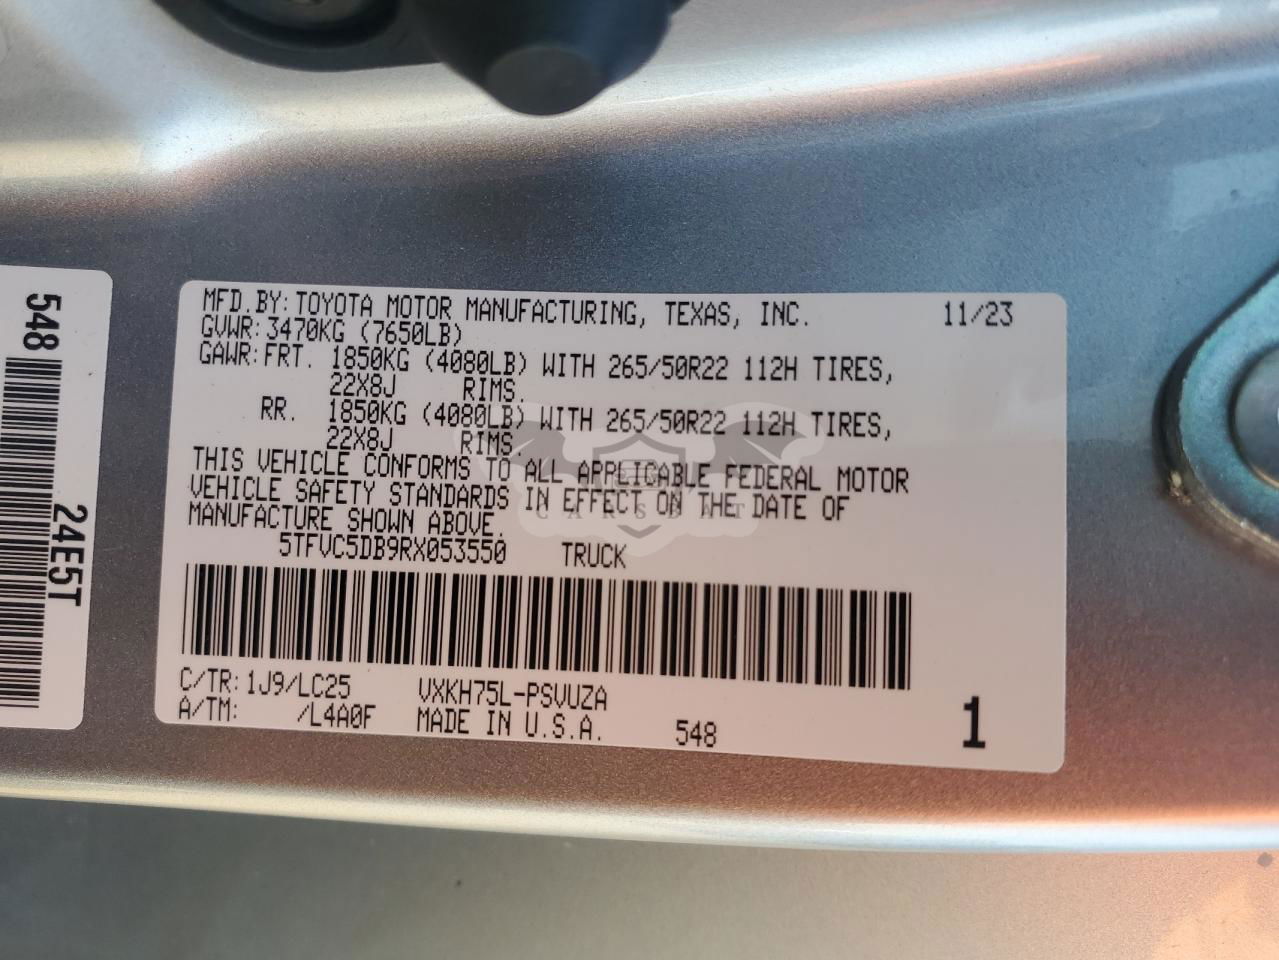 MFD.BY: TOYOTA MOTOR MANUFACTURING, TEXAS, INC. 11/23
GVWR: 3470KG (7650LB)
GAWR: FRT. 1850KG (4080LB) WITH 265/50R22 112H TIRES,
22X8J RIMS.
RR. 1850KG (4080LB) WITH 265/50R22 112H TIRES,
22X8J RIMS.
THIS VEHICLE CONFORMS TO ALL APPLICABLE FEDERAL MOTOR
VEHICLE SAFETY STANDARDS IN EFFECT ON THE DATE OF
MANUFACTURE SHOWN ABOVE.
5TFVC5DB9RX053550 TRUCK
C/TR: 1J9/LC25 VXKH75L-PSVUZA
A/TM: /L4A0F MADE IN U.S.A. 548
1
548
24E5T
CARSBAT